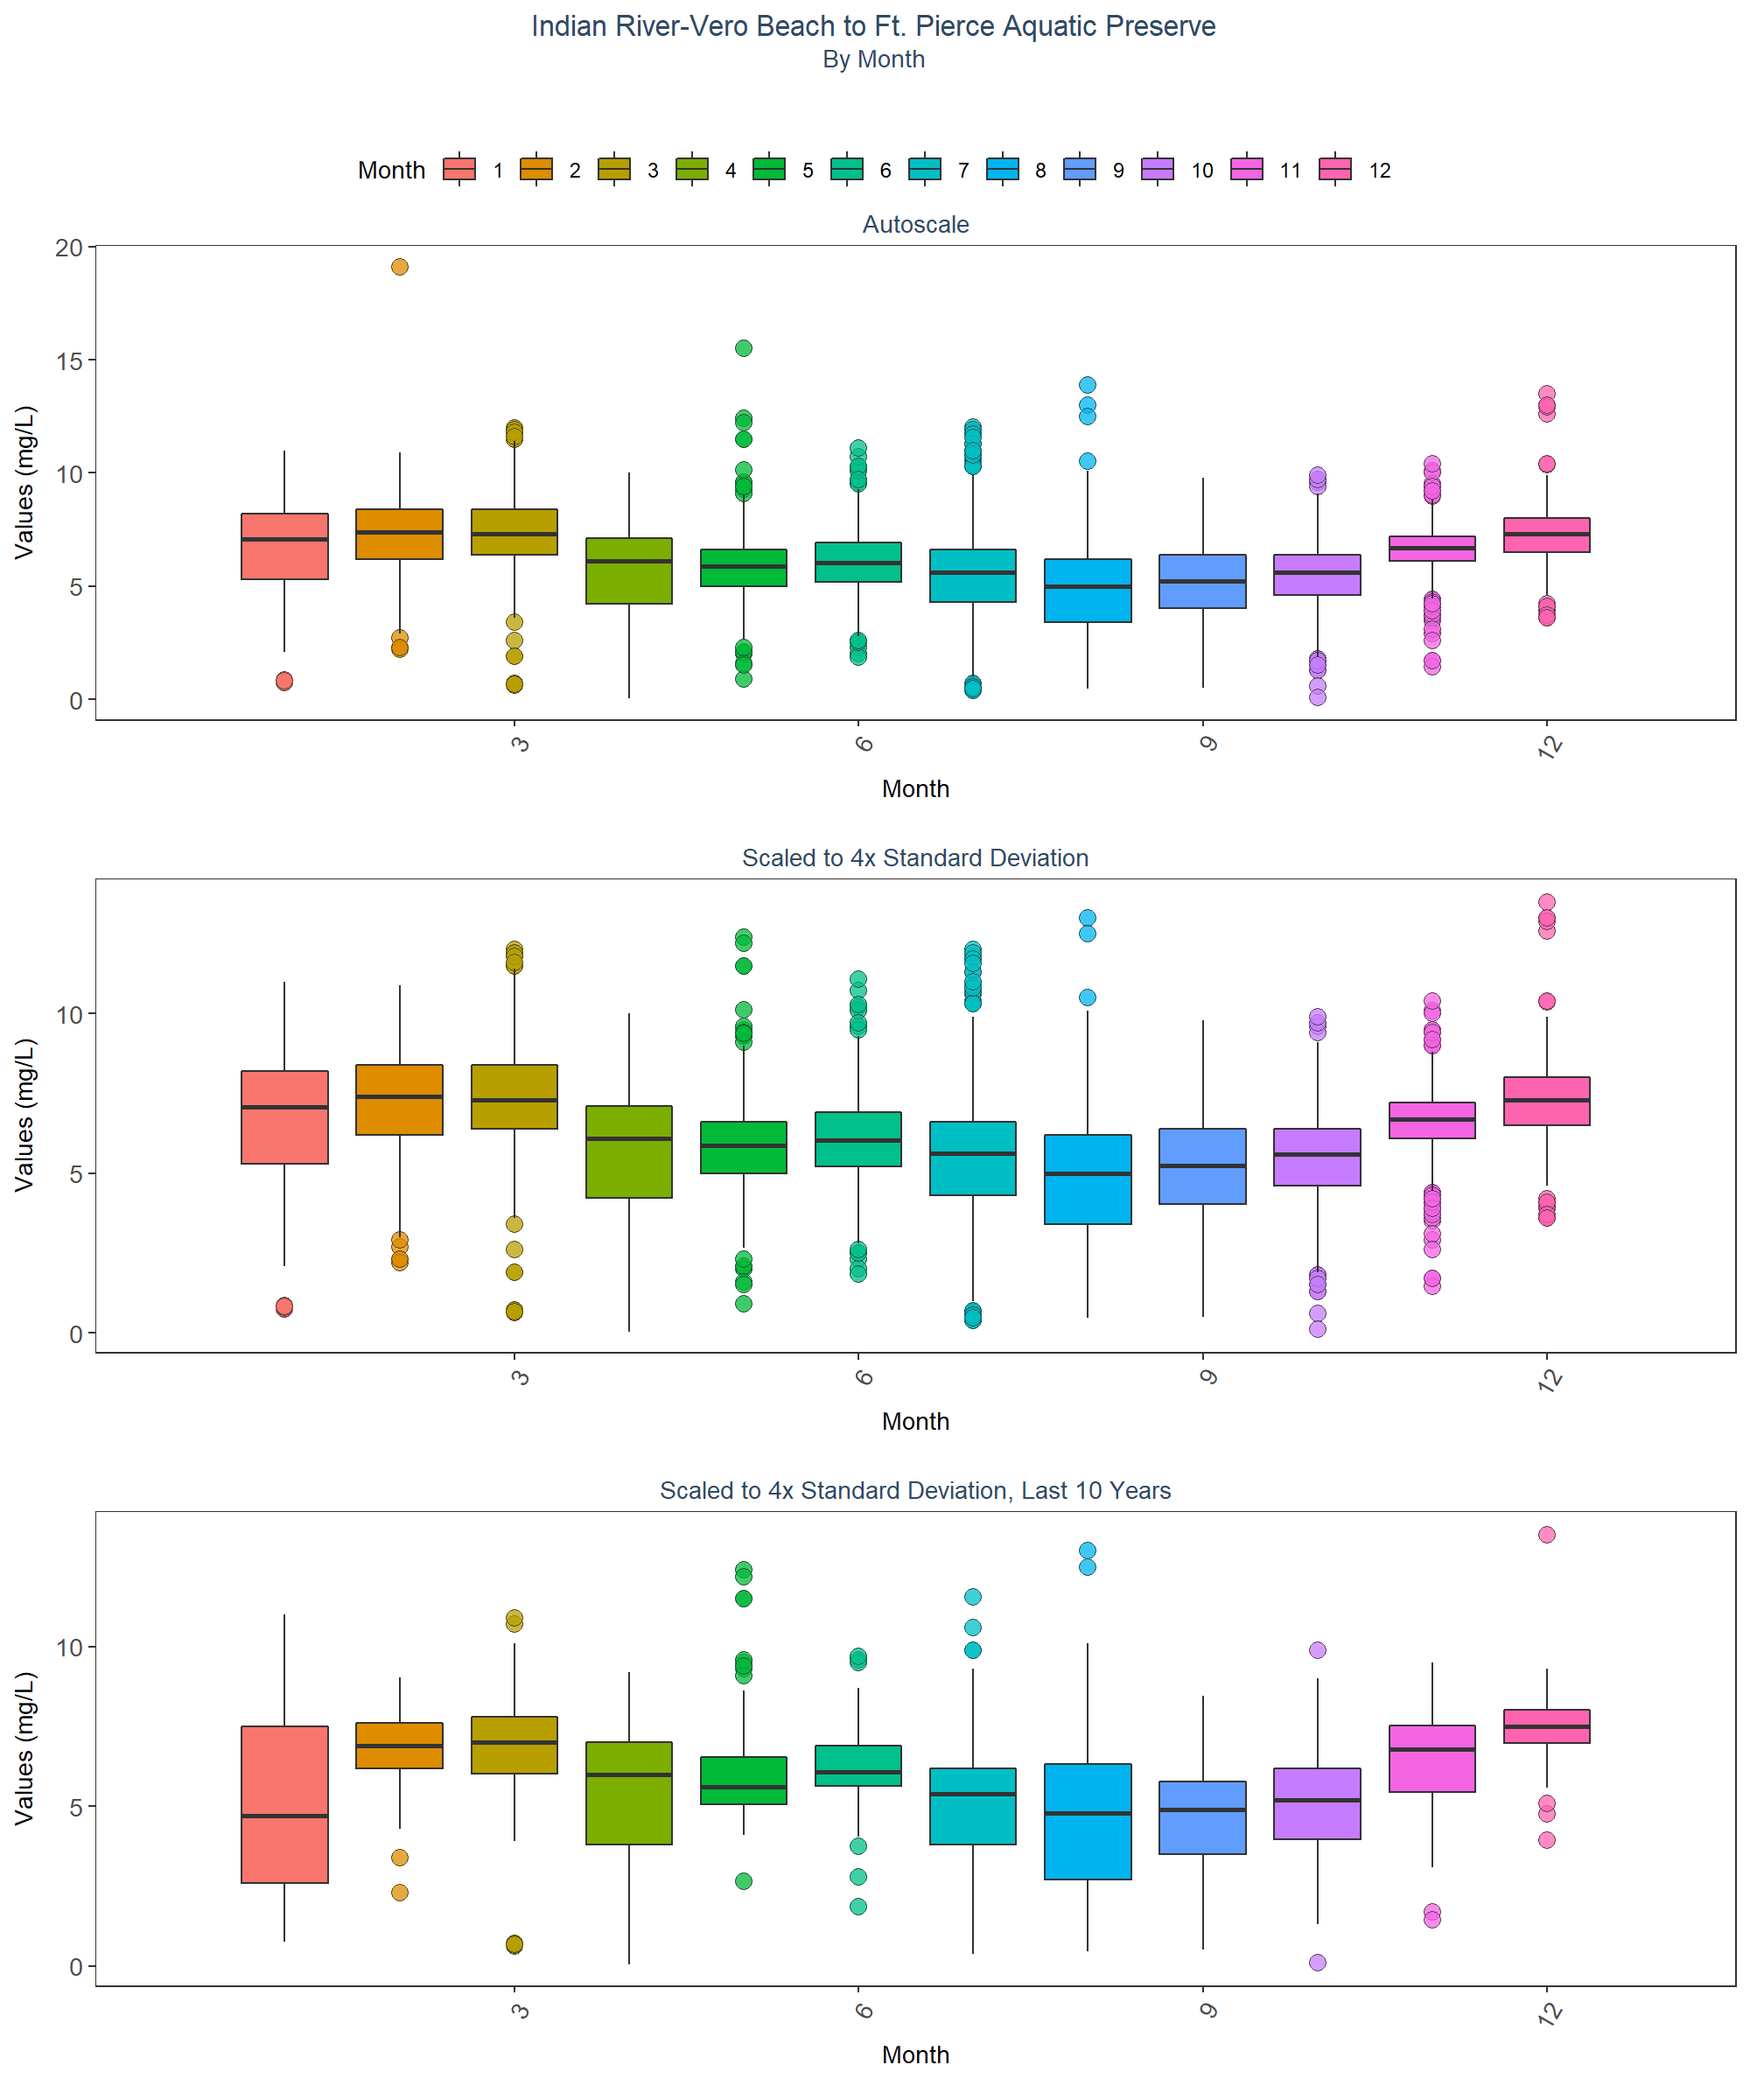 Indian River-Vero Beach to Ft. Pierce Aquatic Preserve
By Month
Month 1 2 3 4 5 6 7 8 9 10 11 12
Autoscale
Values (mg/L)
20
15
10
5
0
3 6 9 12
Month
Scaled to 4x Standard Deviation
Values (mg/L)
10
5
0
3 6 9 12
Month
Scaled to 4x Standard Deviation, Last 10 Years
Values (mg/L)
10
5
0
3 6 9 12
Month